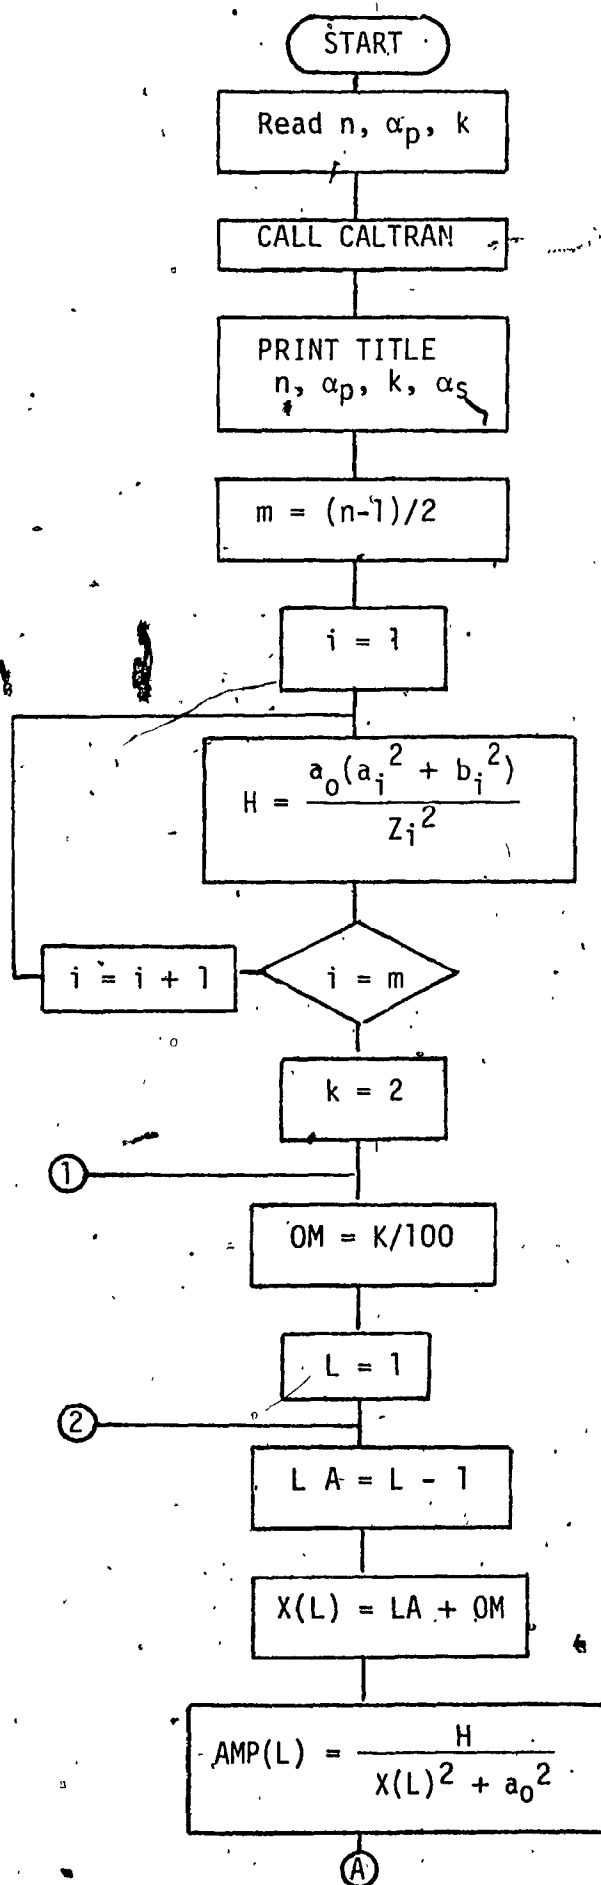 START
Read n, αp, k
CALL CALTRAN
PRINT TITLE
n, αp, k, αs
m = (n-1)/2
i = 1
H = a₀(aᵢ² + bᵢ²) / Zᵢ²
i = m
i = i + 1
k = 2
1
OM = K/100
L = 1
2
L A = L - 1
X(L) = LA + OM
AMP(L) = H / X(L)² + a₀²
A